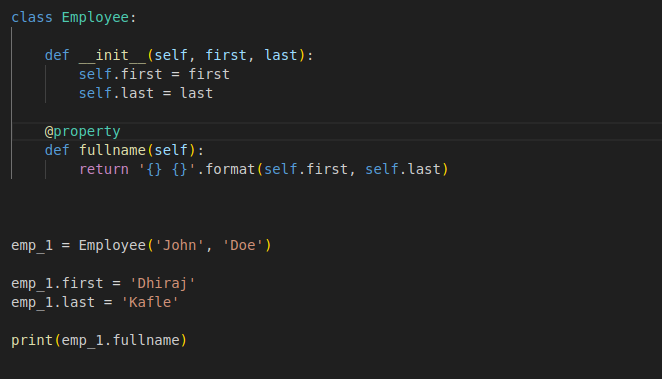 class Employee:
    def __init__(self, first, last):
        self.first = first
        self.last = last
    @property
    def fullname(self):
        return '{} {}'.format(self.first, self.last)
emp_1 = Employee('John', 'Doe')
emp_1.first = 'Dhiraj'
emp_1.last = 'Kafle'
print(emp_1.fullname)